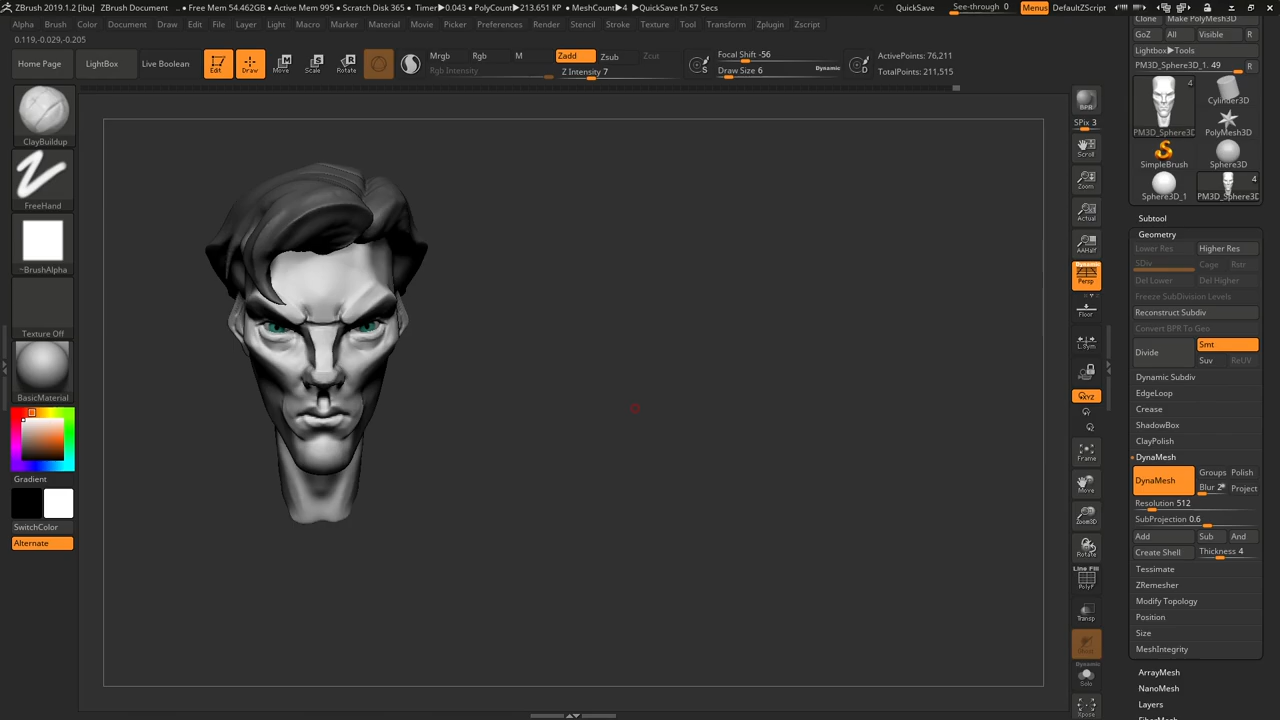 ZBrush 2019.1.2 [ibu] ZBrush Document .. ● Free Mem 54.462GB ● Active Mem 995 ● Scratch Disk 365 ● Timer▶0.043 ● PolyCount▶213.651 KP ● MeshCount▶4 ▶QuickSave In 57 Secs AC QuickSave See-through 0 Menus DefaultZScript
Alpha Brush Color Document Draw Edit File Layer Light Macro Marker Material Movie Picker Preferences Render Stencil Stroke Texture Tool Transform Zplugin Zscript
0.119,-0.029,-0.205
Home Page LightBox Live Boolean Edit Draw Move Scale Rotate
Mrgb Rgb M Zadd Zsub Zcut
Rgb Intensity Z Intensity 7
Focal Shift -56
Draw Size 6 Dynamic
S D
ActivePoints: 76,211
TotalPoints: 211,515
ClayBuildup
FreeHand
~BrushAlpha
Texture Off
BasicMaterial
Gradient
SwitchColor
Alternate
BPR
SPix 3
Scroll
Zoom
Actual
AAHalf
Dynamic
Persp
Floor
L.Sym
XYZ
Frame
Move
Zoom3D
Rotate
Line Fill
PolyF
Transp
Ghost
Dynamic
Solo
Xpose
Clone Make PolyMesh3D
GoZ All Visible R
Lightbox▶Tools
PM3D_Sphere3D_1. 49 R
4
PM3D_Sphere3D Cylinder3D
PolyMesh3D
SimpleBrush Sphere3D
4
Sphere3D_1 PM3D_Sphere3D
Subtool
Geometry
Lower Res Higher Res
SDiv Cage Rstr
Del Lower Del Higher
Freeze SubDivision Levels
Reconstruct Subdiv
Convert BPR To Geo
Divide Smt
Suv ReUV
Dynamic Subdiv
EdgeLoop
Crease
ShadowBox
ClayPolish
DynaMesh
DynaMesh Groups Polish
Blur 2 Project
Resolution 512
SubProjection 0.6
Add Sub And
Create Shell Thickness 4
Tessimate
ZRemesher
Modify Topology
Position
Size
MeshIntegrity
ArrayMesh
NanoMesh
Layers
FiberMesh